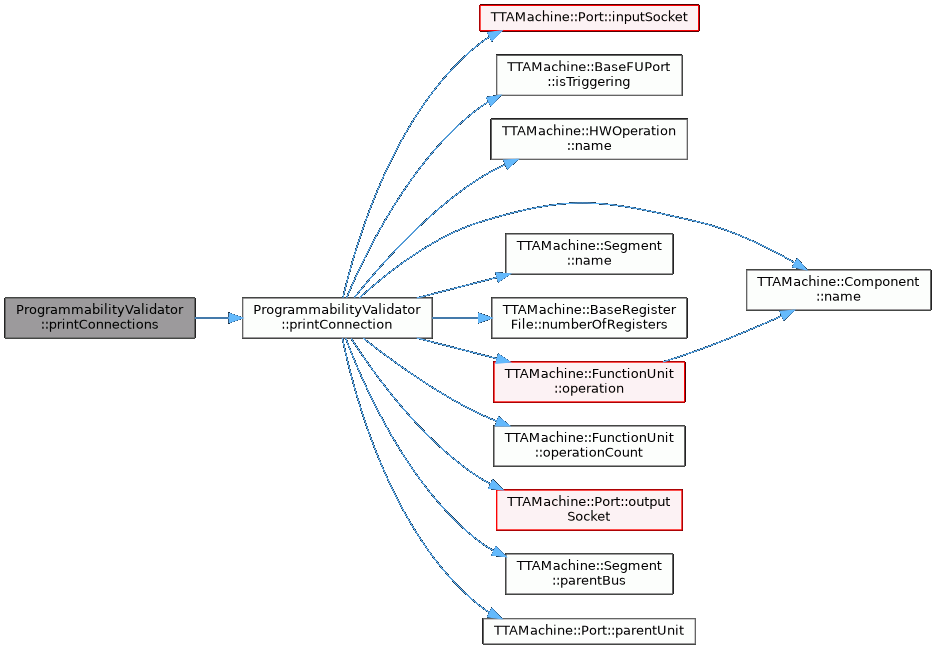 TTAMachine::Port::inputSocket
TTAMachine::BaseFUPort
::isTriggering
TTAMachine::HWOperation
::name
TTAMachine::Segment
::name
TTAMachine::Component
::name
ProgrammabilityValidator
::printConnections
ProgrammabilityValidator
::printConnection
TTAMachine::BaseRegister
File::numberOfRegisters
TTAMachine::FunctionUnit
::operation
TTAMachine::FunctionUnit
::operationCount
TTAMachine::Port::output
Socket
TTAMachine::Segment
::parentBus
TTAMachine::Port::parentUnit